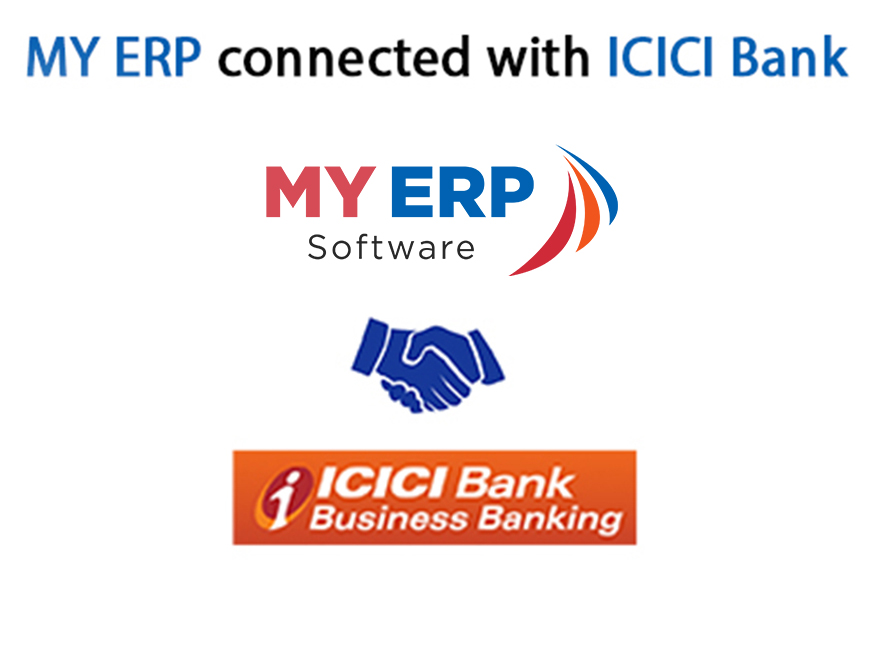 MY ERP connected with ICICI Bank
MY ERP
Software
i ICICI Bank
Business Banking